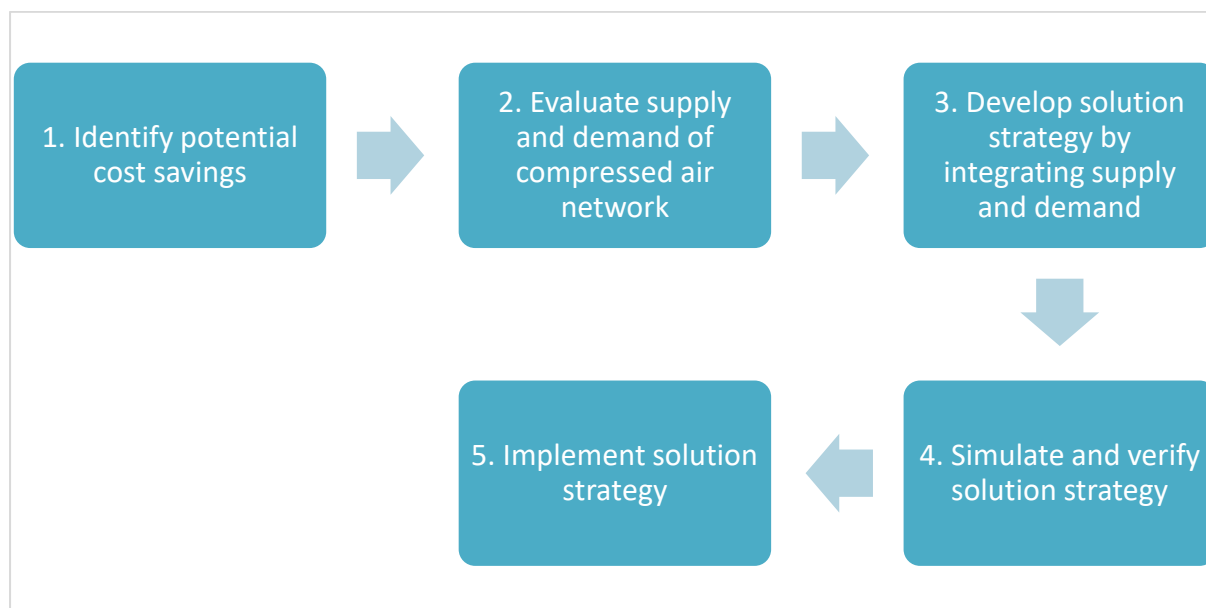 1. Identify potential
cost savings
2. Evaluate supply
and demand of
compressed air
network
3. Develop solution
strategy by
integrating supply
and demand
4. Simulate and verify
solution strategy
5. Implement solution
strategy